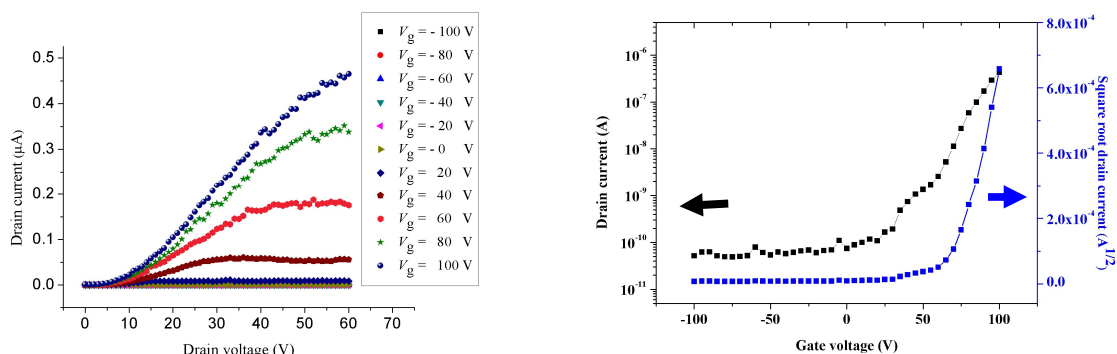 0.5
0.4
0.3
0.2
0.1
0.0
0 10 20 30 40 50 60 70
Drain current (μA)
Drain voltage (V)
Vg = - 100 V
Vg = - 80 V
Vg = - 60 V
Vg = - 40 V
Vg = - 20 V
Vg = - 0 V
Vg = 20 V
Vg = 40 V
Vg = 60 V
Vg = 80 V
Vg = 100 V
10-6
10-7
10-8
10-9
10-10
10-11
Drain current (A)
-100 -50 0 50 100
Gate voltage (V)
8.0x10-4
6.0x10-4
4.0x10-4
2.0x10-4
0.0
Square root drain current (A1/2)